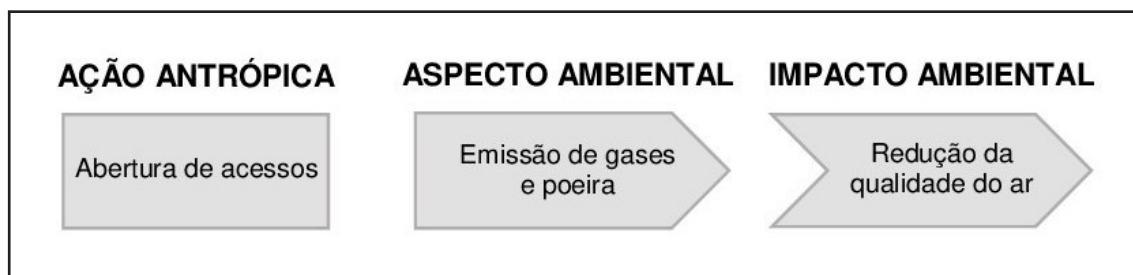 AÇÃO ANTRÓPICA
ASPECTO AMBIENTAL
IMPACTO AMBIENTAL
Abertura de acessos
Emissão de gases
e poeira
Redução da
qualidade do ar